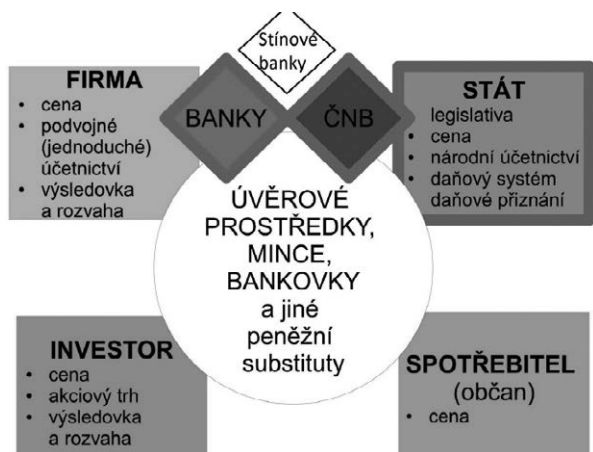 Stínové
banky
FIRMA
• cena
• podvojné
(jednoduché)
účetnictví
• výsledovka
a rozvaha
BANKY
ČNB
STÁT
legislativa
• cena
• národní účetnictví
• daňový systém
daňové přiznání
ÚVĚROVÉ
PROSTŘEDKY,
MINCE,
BANKOVKY
a jiné
peněžní
substituty
INVESTOR
• cena
• akciový trh
• výsledovka
a rozvaha
SPOTŘEBITEL
(občan)
• cena